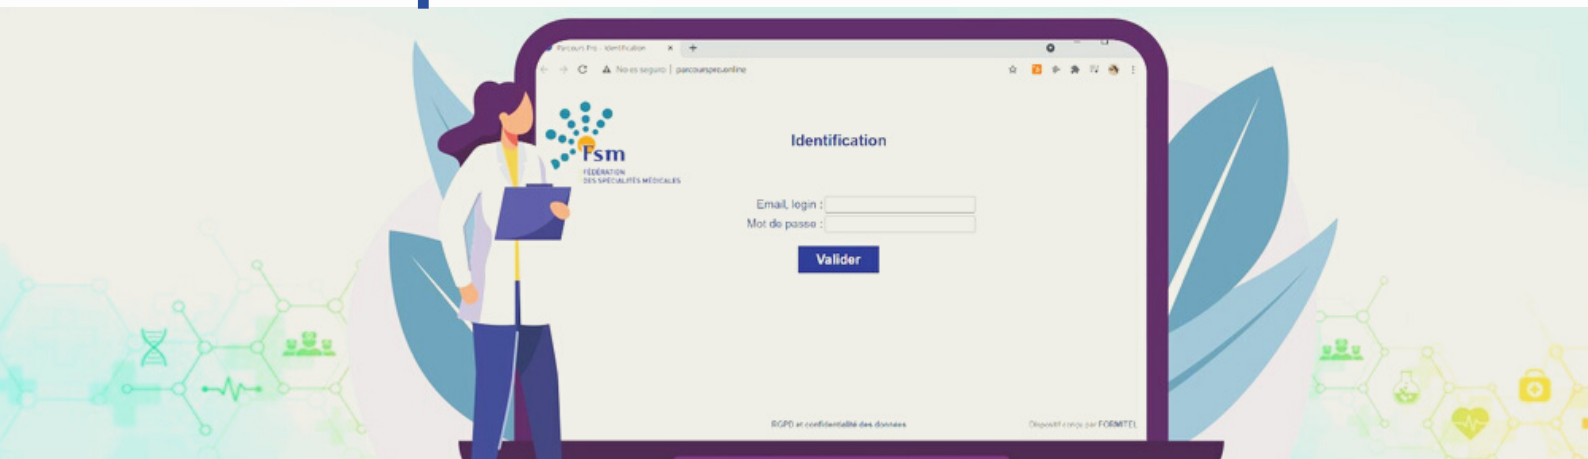 Parcours Pro - Identification
No es seguro | parcourspro.online
Fsm
FÉDÉRATION
DES SPÉCIALITÉS MÉDICALES
Identification
Email, login :
Mot de passe :
Valider
RGPD et confidentialité des données
Dispositif conçu par FORMITEL